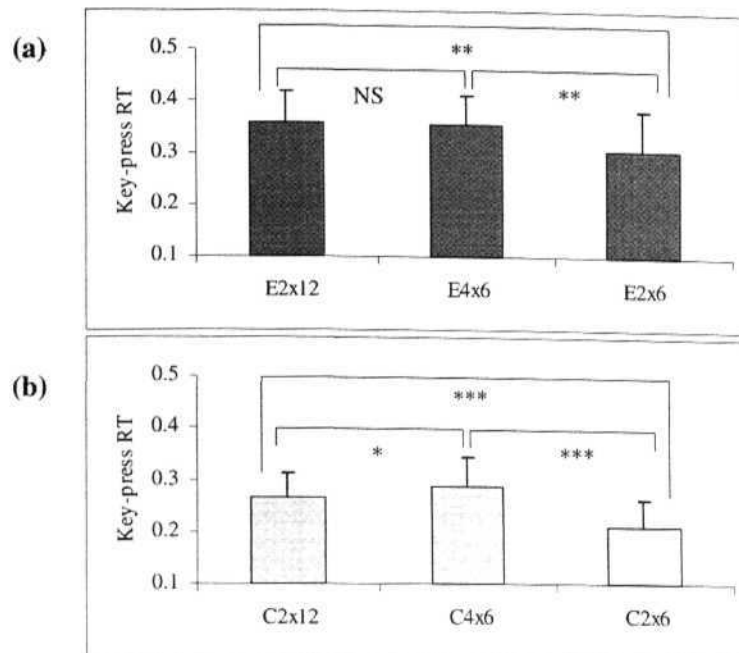 (a)
Key-press RT
0.5
0.4
0.3
0.2
0.1
**
NS
**
E2x12
E4x6
E2x6
(b)
Key-press RT
0.5
0.4
0.3
0.2
0.1
***
*
***
C2x12
C4x6
C2x6